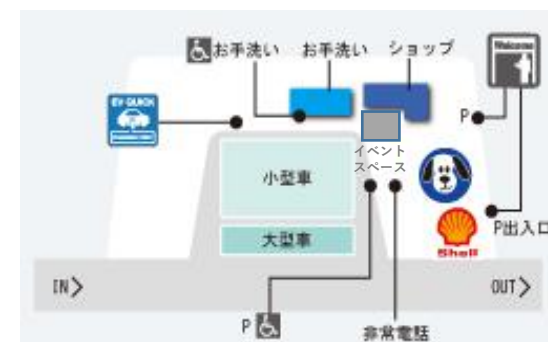 お手洗い
お手洗い
ショップ
Welcome
EV QUICK
P
イベント
スペース
小型車
大型車
Shell
P出入口
IN
OUT
P
非常電話